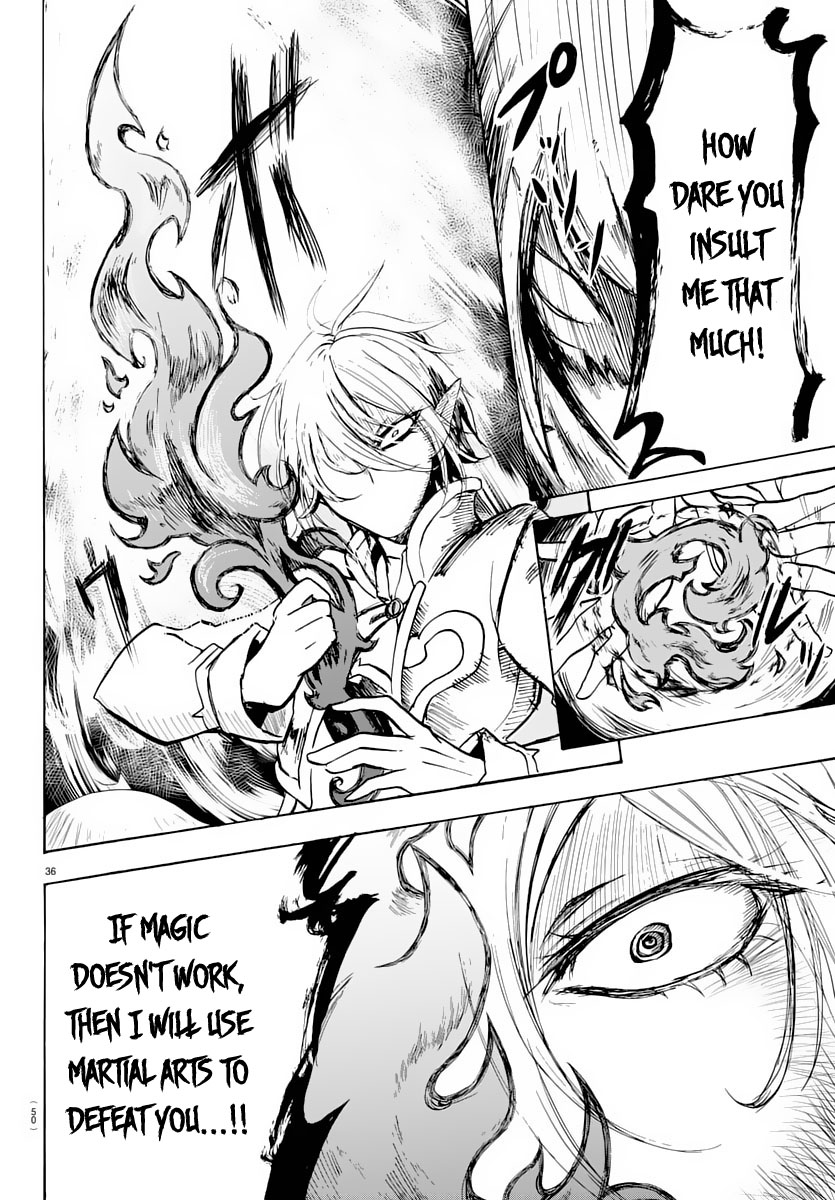 HOW
DARE YOU
INSULT
ME THAT
MUCH!
36
IF MAGIC
DOESN'T WORK,
THEN I WILL USE
MARTIAL ARTS TO
DEFEAT YOU...!!
(50)